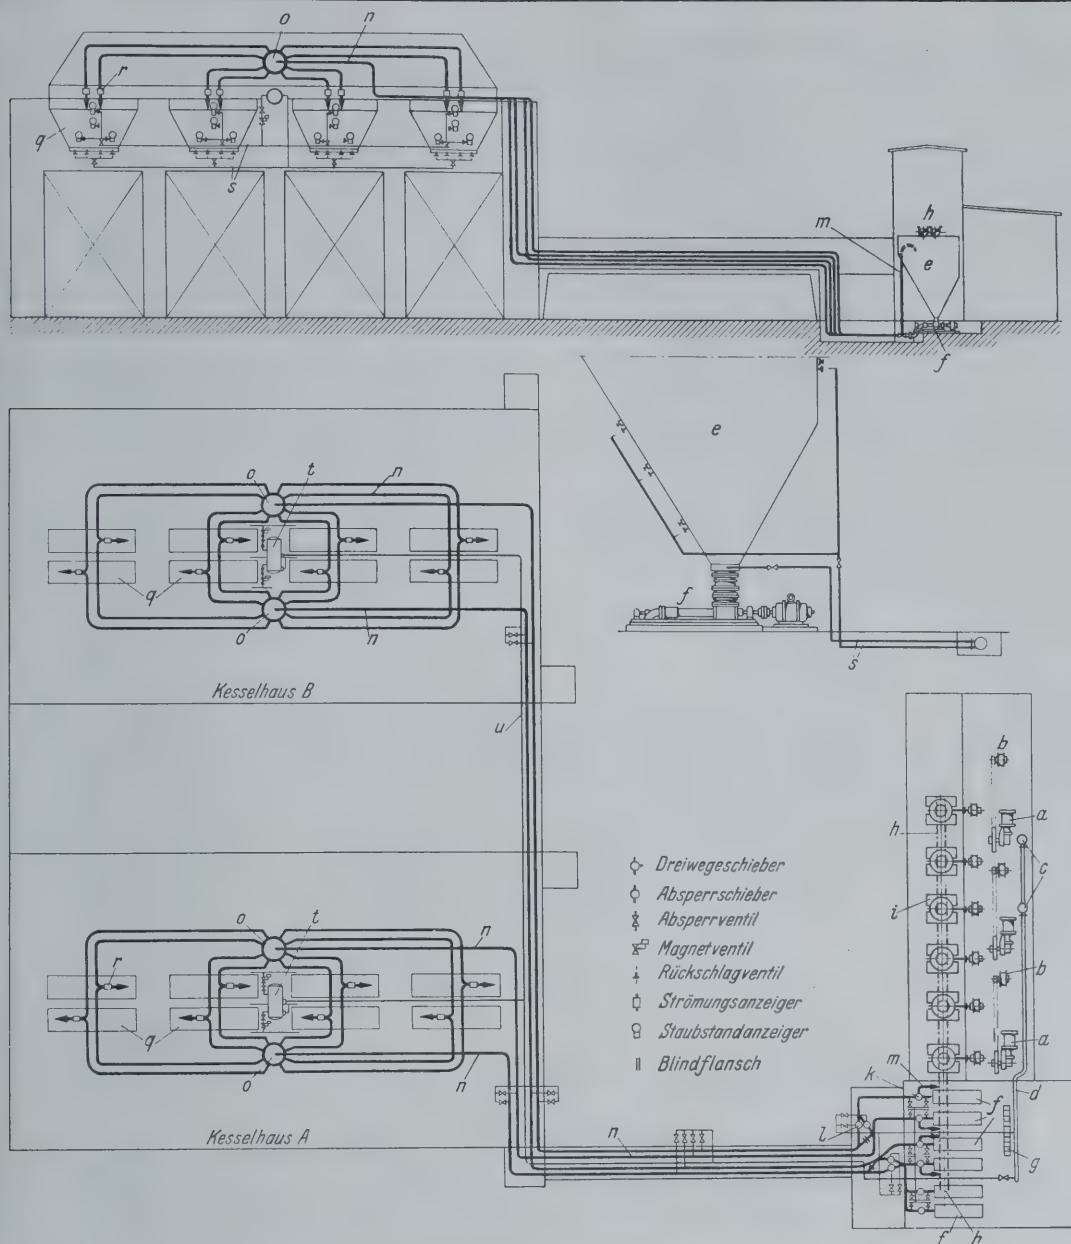 o
n
r
q
s
h
m
e
f
e
f
s
o
t
n
q
o
n
Kesselhaus B
u
b
h
a
c
i
b
a
Dreiwegeschieber
Absperrschieber
Absperrventil
Magnetventil
Rückschlagventil
Strömungsanzeiger
Staubstandanzeiger
Blindflansch
o
t
n
r
q
o
n
Kesselhaus A
m
k
f
d
l
n
g
f
h